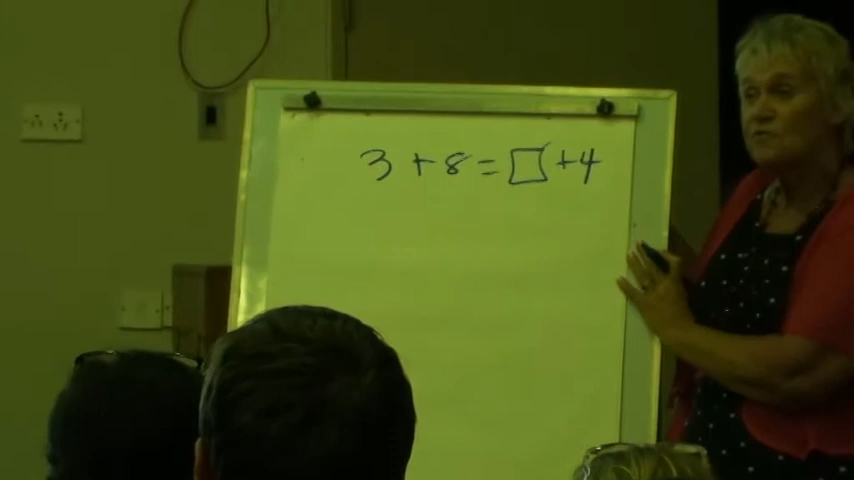 3 + 8 = □ + 4